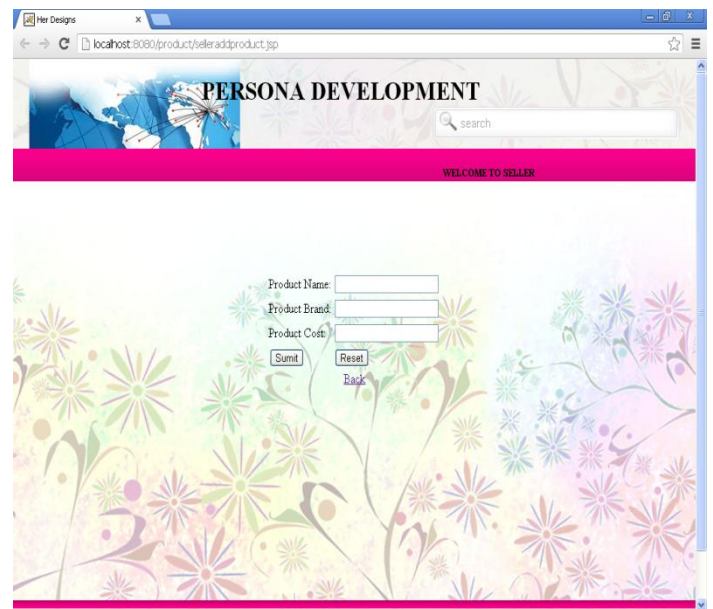 Her Designs
localhost:8080/product/selleraddproduct.jsp
PERSONA DEVELOPMENT
search
WELCOME TO SELLER
Product Name:
Product Brand:
Product Cost:
Sumit Reset
Back